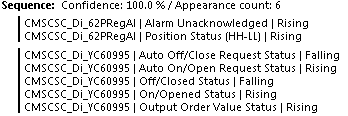 Sequence: Confidence: 100.0 % / Appearance count: 6
CMSCSC_Di_62PRegAl | Alarm Unacknowledged | Rising
CMSCSC_Di_62PRegAl | Position Status (HH-LL) | Rising
CMSCSC_Di_YC60995 | Auto Off/Close Request Status | Falling
CMSCSC_Di_YC60995 | Auto On/Open Request Status | Rising
CMSCSC_Di_YC60995 | Off/Closed Status | Falling
CMSCSC_Di_YC60995 | On/Opened Status | Rising
CMSCSC_Di_YC60995 | Output Order Value Status | Rising